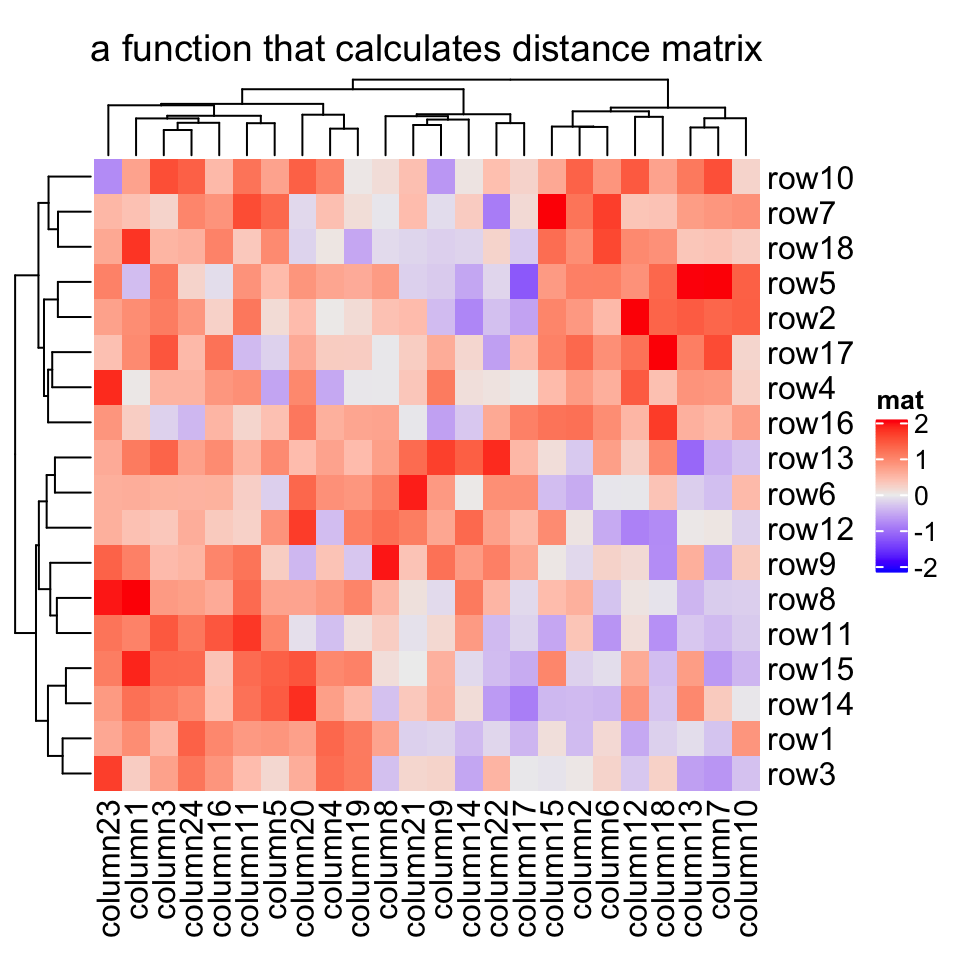 a function that calculates distance matrix
row10
row7
row18
row5
row2
row17
row4
row16
row13
row6
row12
row9
row8
row11
row15
row14
row1
row3
mat
2
1
0
-1
-2
column23
column1
column3
column24
column16
column11
column5
column20
column4
column19
column8
column21
column9
column14
column22
column17
column15
column2
column6
column12
column18
column13
column7
column10